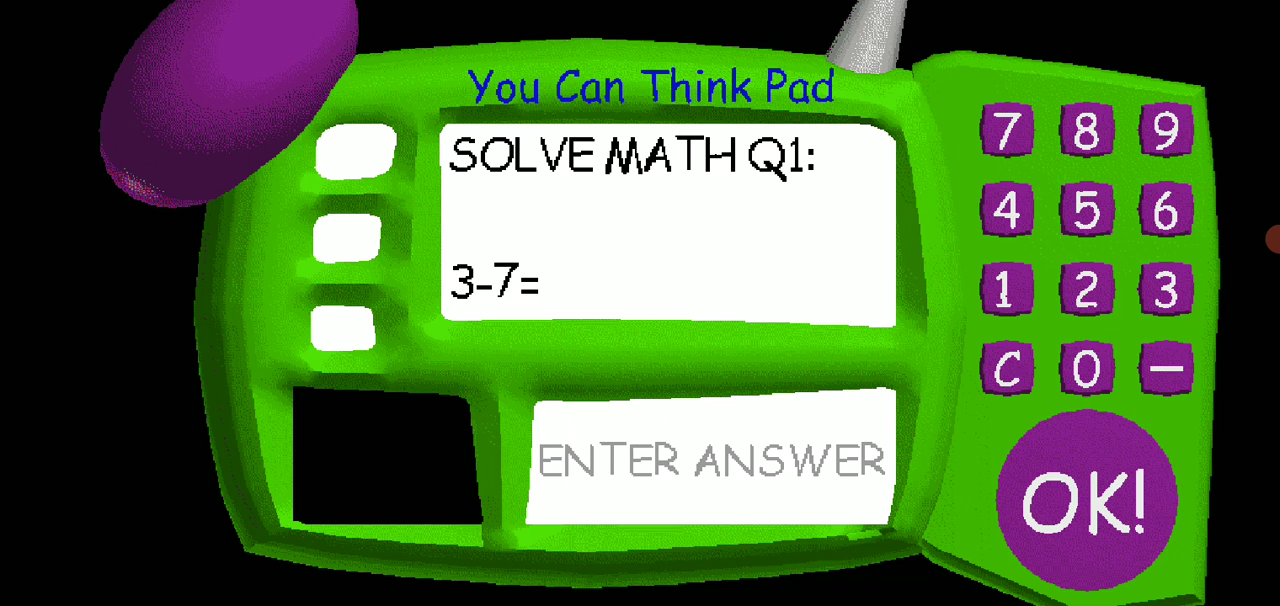 You Can Think Pad
SOLVE MATH Q1:
3-7=
ENTER ANSWER
7 8 9
4 5 6
1 2 3
C 0 –
OK!